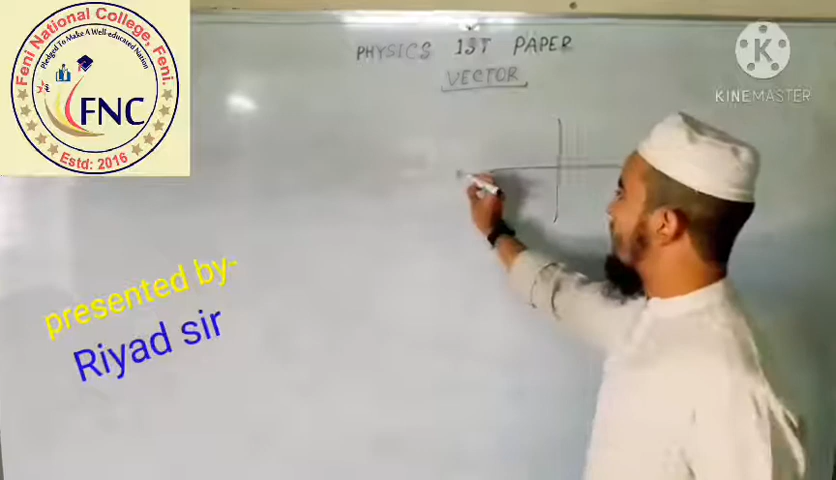 Feni National College, Feni.
Pledged To Make A Well-educated Nation
FNC
Estd: 2016
PHYSICS 1ST PAPER
VECTOR
K
KINEMASTER
presented by-
Riyad sir